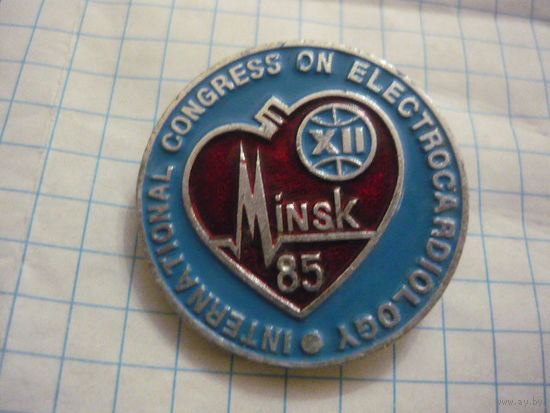 INTERNATIONAL CONGRESS ON ELECTROCARDIOLOGY
XII
MINSK
85
www.ay.by